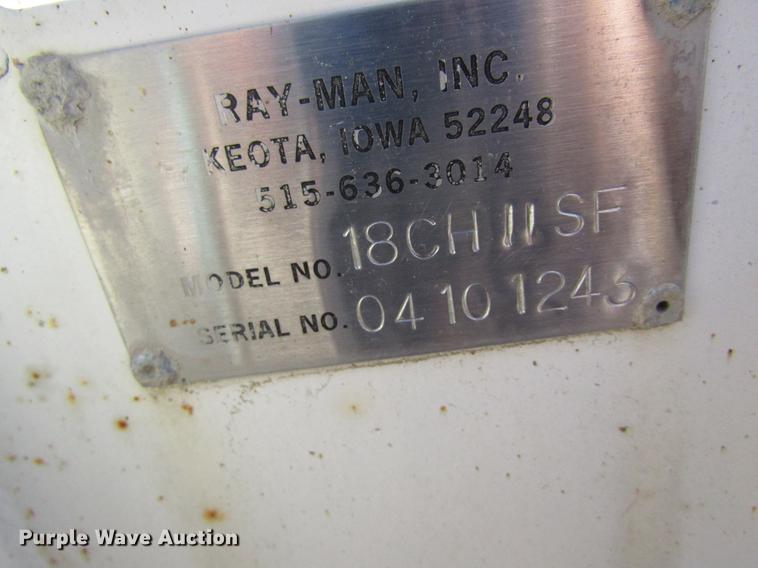 RAY-MAN, INC.
KEOTA, IOWA 52248
515-636-3014
MODEL NO. 18CH II SF
SERIAL NO. 04 10 1243
Purple Wave Auction